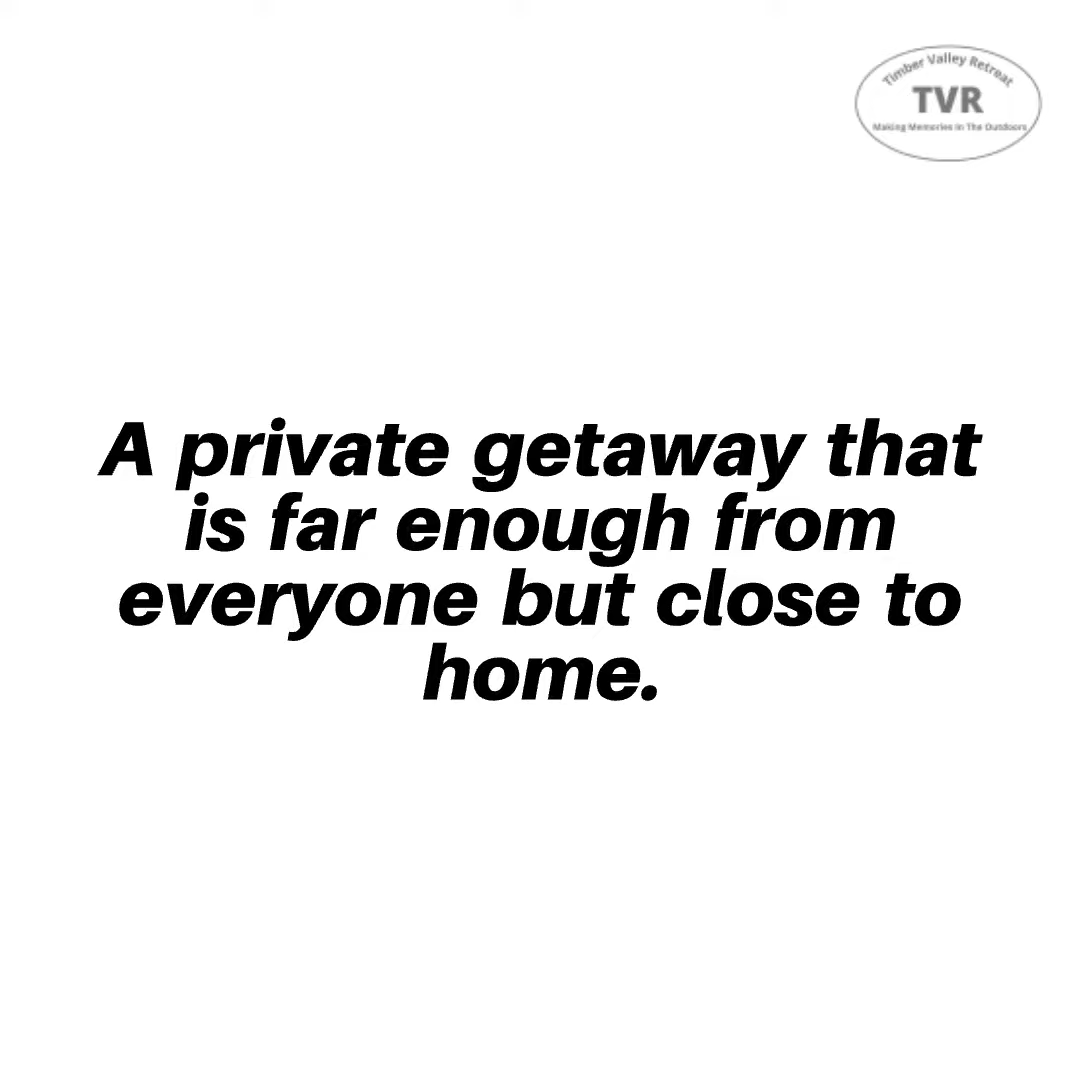 Timber Valley Retreat
TVR
Making Memories In The Outdoors
A private getaway that
is far enough from
everyone but close to
home.